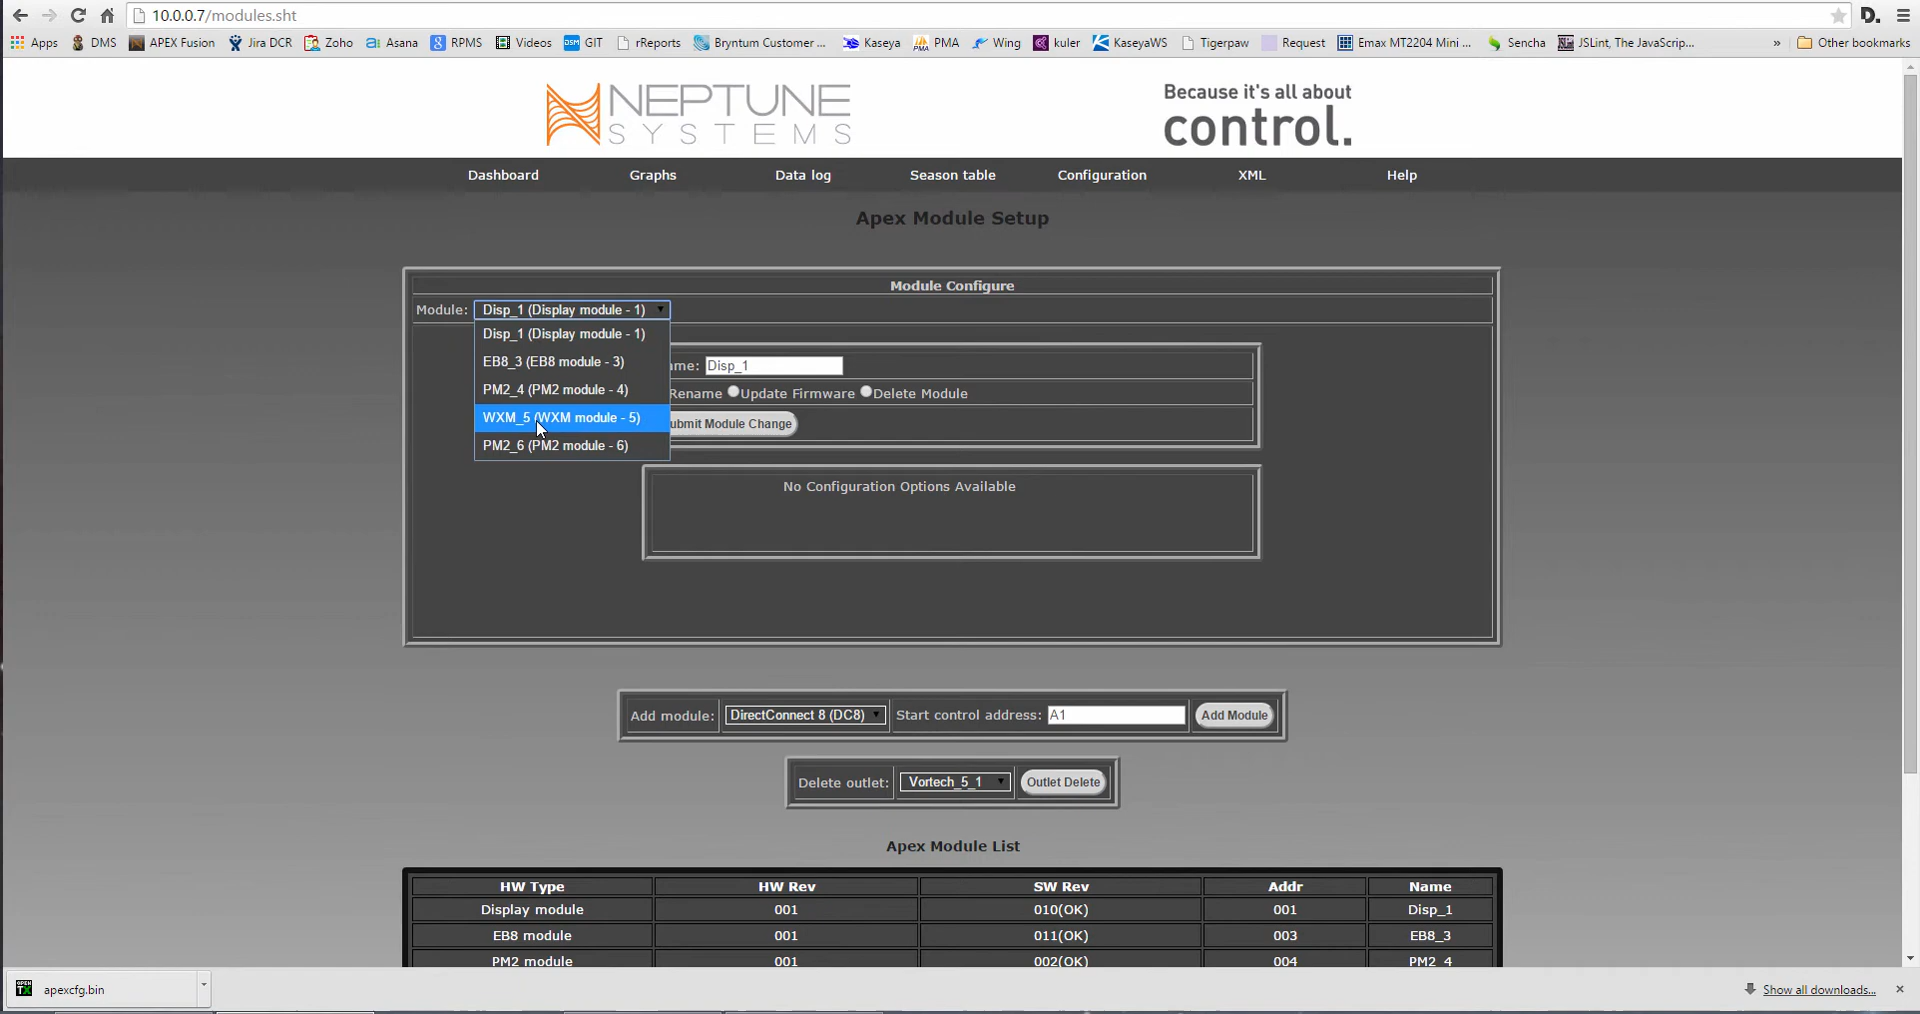 10.0.0.7/modules.sht
Apps DMS APEX Fusion Jira DCR Zoho Asana RPMS Videos GIT rReports Bryntum Customer ... Kaseya PMA Wing kuler KaseyaWS Tigerpaw Request Emax MT2204 Mini ... Sencha JSLint, The JavaScrip... » Other bookmarks
NEPTUNE
SYSTEMS
Because it's all about
control.
Dashboard Graphs Data log Season table Configuration XML Help
Apex Module Setup
Module Configure
Module: Disp_1 (Display module - 1)
Disp_1 (Display module - 1)
EB8_3 (EB8 module - 3)
PM2_4 (PM2 module - 4)
WXM_5 (WXM module - 5)
PM2_6 (PM2 module - 6)
ame: Disp_1
Rename Update Firmware Delete Module
ubmit Module Change
No Configuration Options Available
Add module: DirectConnect 8 (DC8) Start control address: A1 Add Module
Delete outlet: Vortech_5_1 Outlet Delete
Apex Module List
HW Type HW Rev SW Rev Addr Name
Display module 001 010(OK) 001 Disp_1
EB8 module 001 011(OK) 003 EB8_3
PM2 module 001 002(OK) 004 PM2_4
apexcfg.bin
Show all downloads...